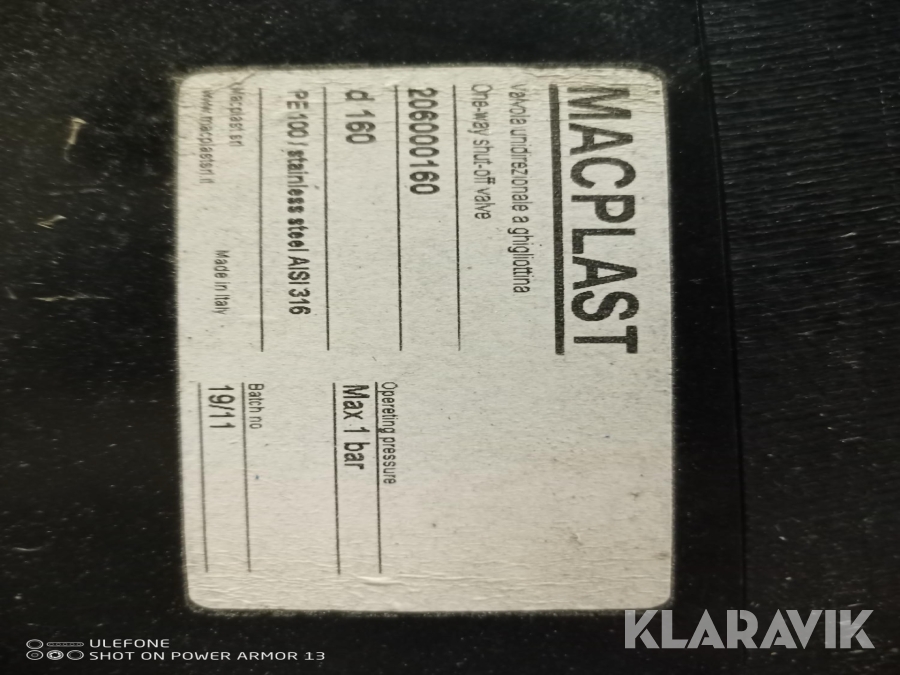 MACPLAST
Valvola unidirezionale a ghigliottina
One-way shut-off valve
206000160
d 160
Operating pressure
Max 1 bar
PE 100 / stainless steel AISI 316
Batch no
19/11
Macplast srl
Made in Italy
www.macplastsrl.it
KLARAVIK
ULEFONE
SHOT ON POWER ARMOR 13